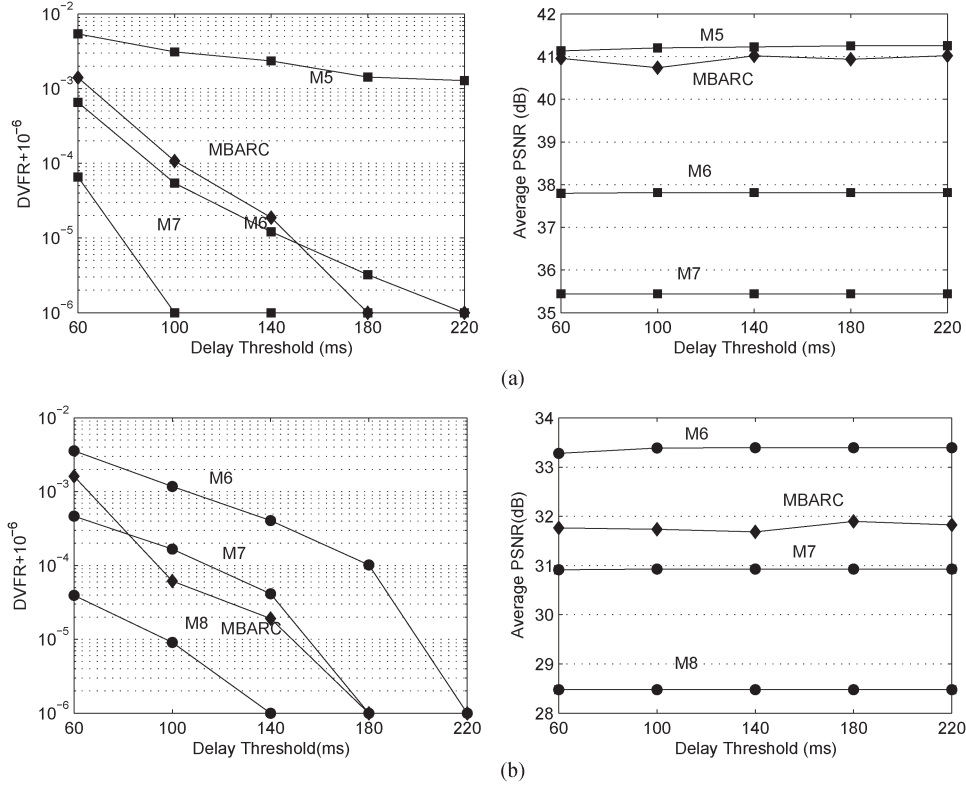 10−2
10−3
10−4
10−5
10−6
DVFR+10−6
M5
MBARC
M7
M6
60 100 140 180 220
Delay Threshold (ms)
42
41
40
39
38
37
36
35
Average PSNR (dB)
M5
MBARC
M6
M7
60 100 140 180 220
Delay Threshold (ms)
(a)
10−2
10−3
10−4
10−5
10−6
DVFR+10−6
M6
M7
M8
MBARC
60 100 140 180 220
Delay Threshold(ms)
34
33
32
31
30
29
28
Average PSNR(dB)
M6
MBARC
M7
M8
60 100 140 180 220
Delay Threshold (ms)
(b)